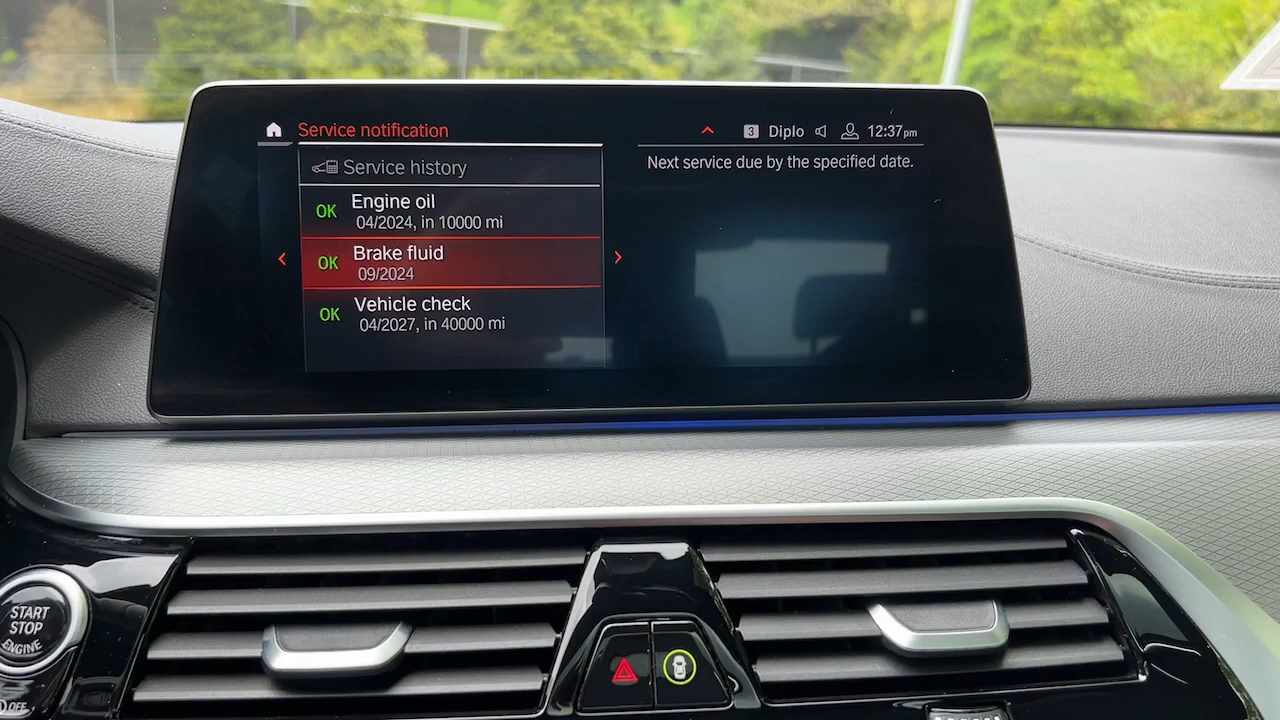 Service notification
3 Diplo 12:37pm
Service history
OK Engine oil
04/2024, in 10000 mi
OK Brake fluid
09/2024
OK Vehicle check
04/2027, in 40000 mi
Next service due by the specified date.
START
STOP
ENGINE
OFF